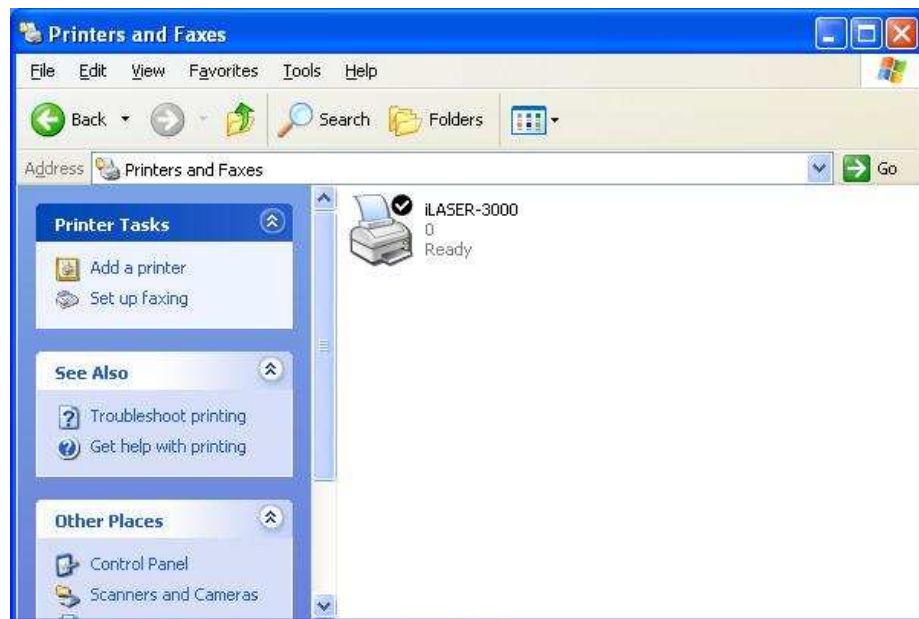 Printers and Faxes
File Edit View Favorites Tools Help
Back Search Folders
Address Printers and Faxes Go
Printer Tasks
Add a printer
Set up faxing
See Also
Troubleshoot printing
Get help with printing
Other Places
Control Panel
Scanners and Cameras
iLASER-3000
0
Ready